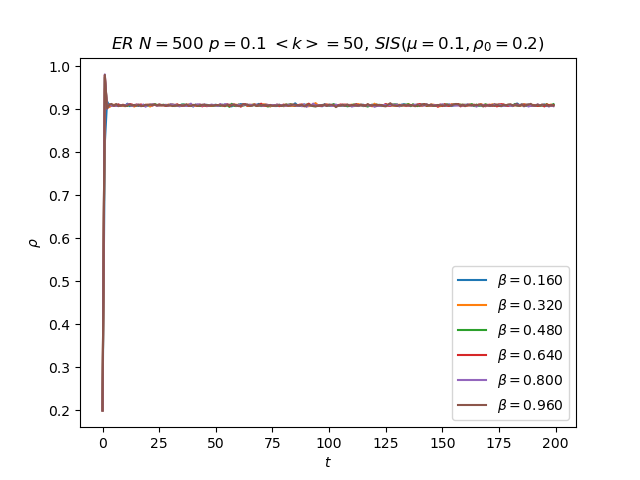 ER N = 500 p = 0.1 < k > = 50, SIS(μ = 0.1, ρ₀ = 0.2)
1.0
0.9
0.8
0.7
0.6
0.5
0.4
0.3
0.2
ρ
β = 0.160
β = 0.320
β = 0.480
β = 0.640
β = 0.800
β = 0.960
0 25 50 75 100 125 150 175 200
t